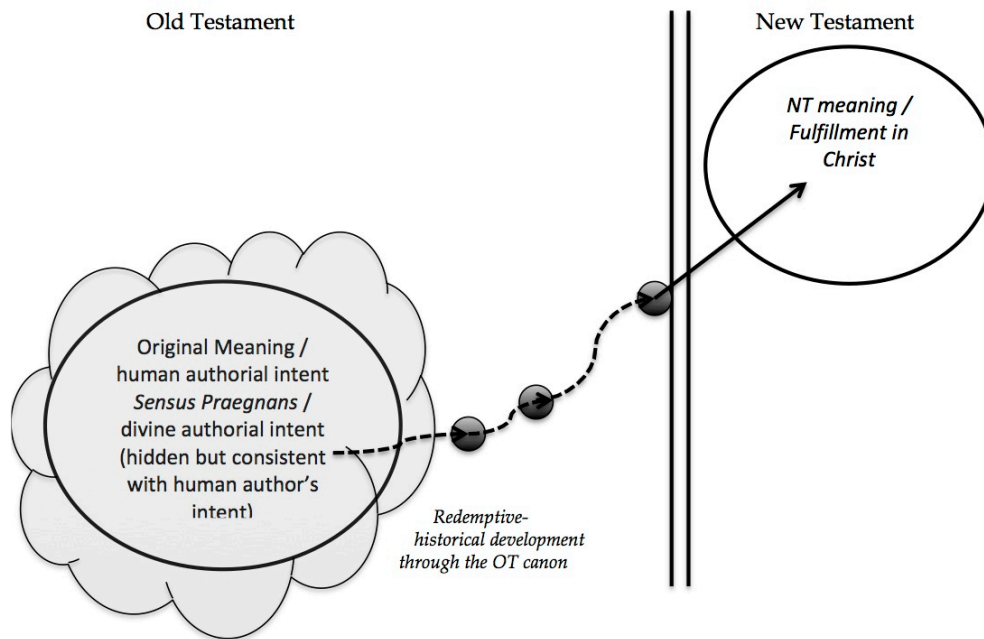 Old Testament
New Testament
NT meaning /
Fulfillment in
Christ
Original Meaning /
human authorial intent
Sensus Praegnans /
divine authorial intent
(hidden but consistent
with human author's
intent)
Redemptive-
historical development
through the OT canon